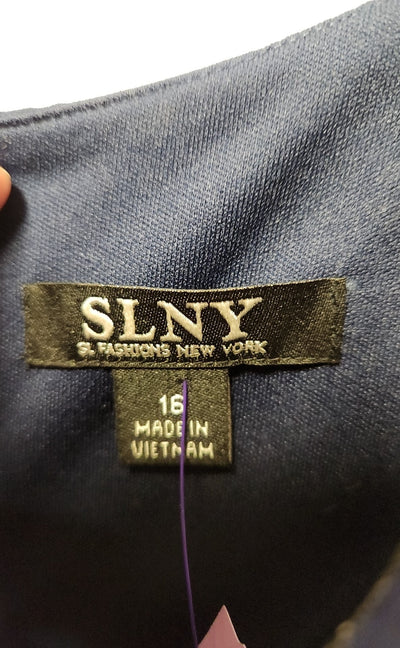 SLNY
SL FASHIONS NEW YORK
16
MADE IN
VIETNAM